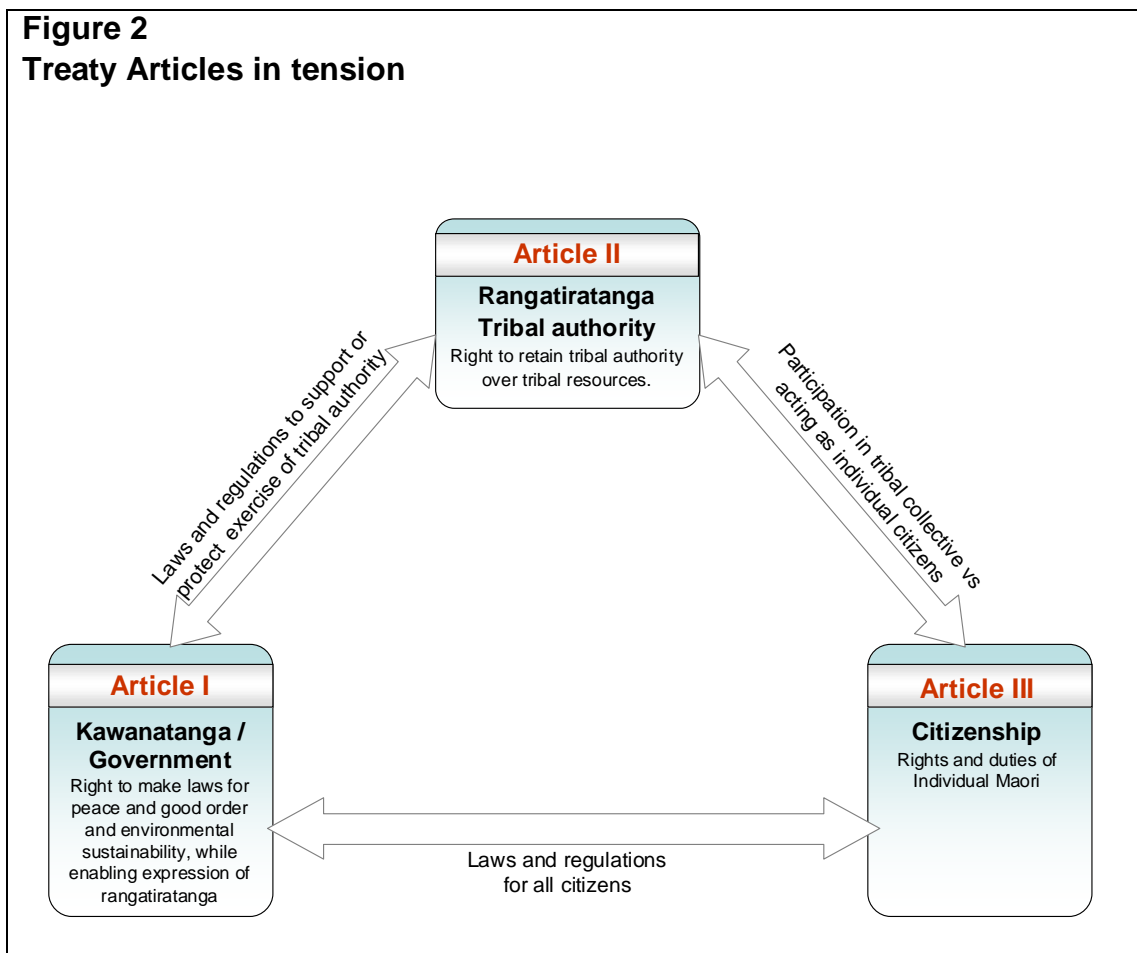 Figure 2
Treaty Articles in tension
Article II
Rangatiratanga
Tribal authority
Right to retain tribal authority
over tribal resources.
Laws and regulations to support or
protect exercise of tribal authority
Participation in tribal collective vs
acting as individual citizens
Article I
Kawanatanga /
Government
Right to make laws for
peace and good order
and environmental
sustainability, while
enabling expression of
rangatiratanga
Article III
Citizenship
Rights and duties of
Individual Maori
Laws and regulations
for all citizens